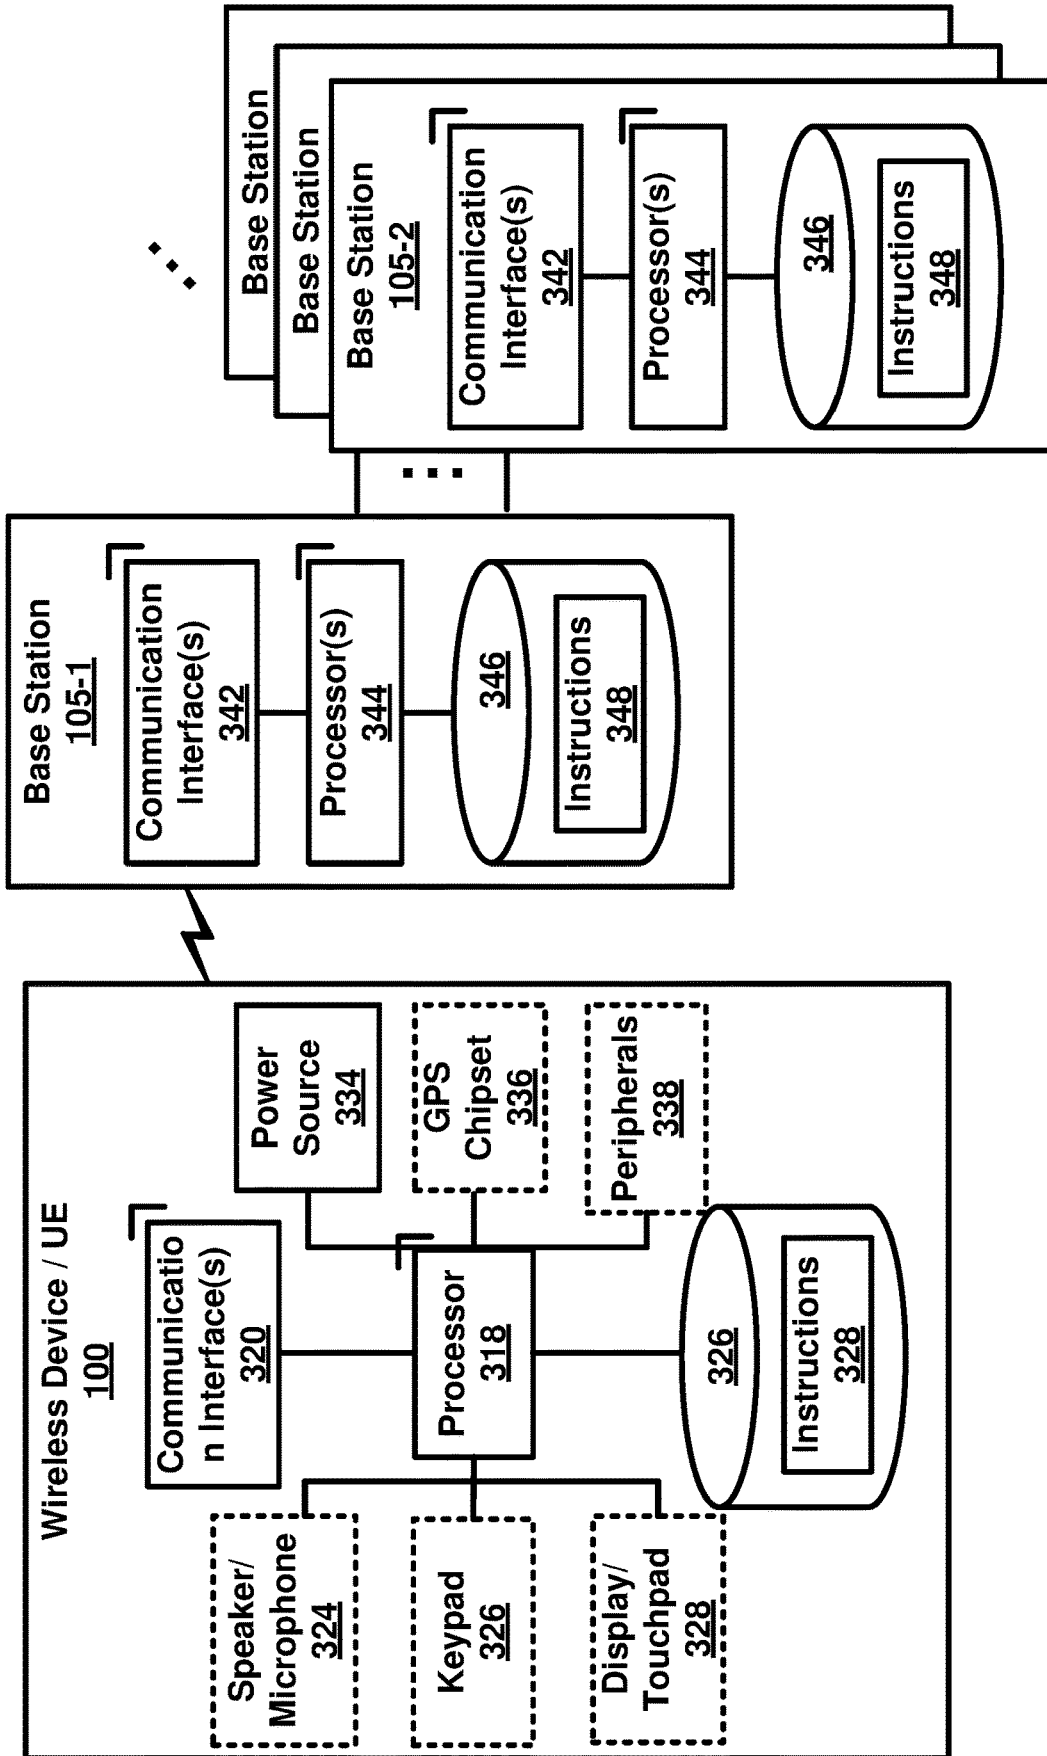 Wireless Device / UE
100
Communicatio
n Interface(s)
320
Speaker/
Microphone
324
Keypad
326
Display/
Touchpad
328
Processor
318
Power
Source
334
GPS
Chipset
336
Peripherals
338
326
Instructions
328
Base Station
105-1
Communication
Interface(s)
342
Processor(s)
344
346
Instructions
348
Base Station
Base Station
Base Station
105-2
Communication
Interface(s)
342
Processor(s)
344
346
Instructions
348